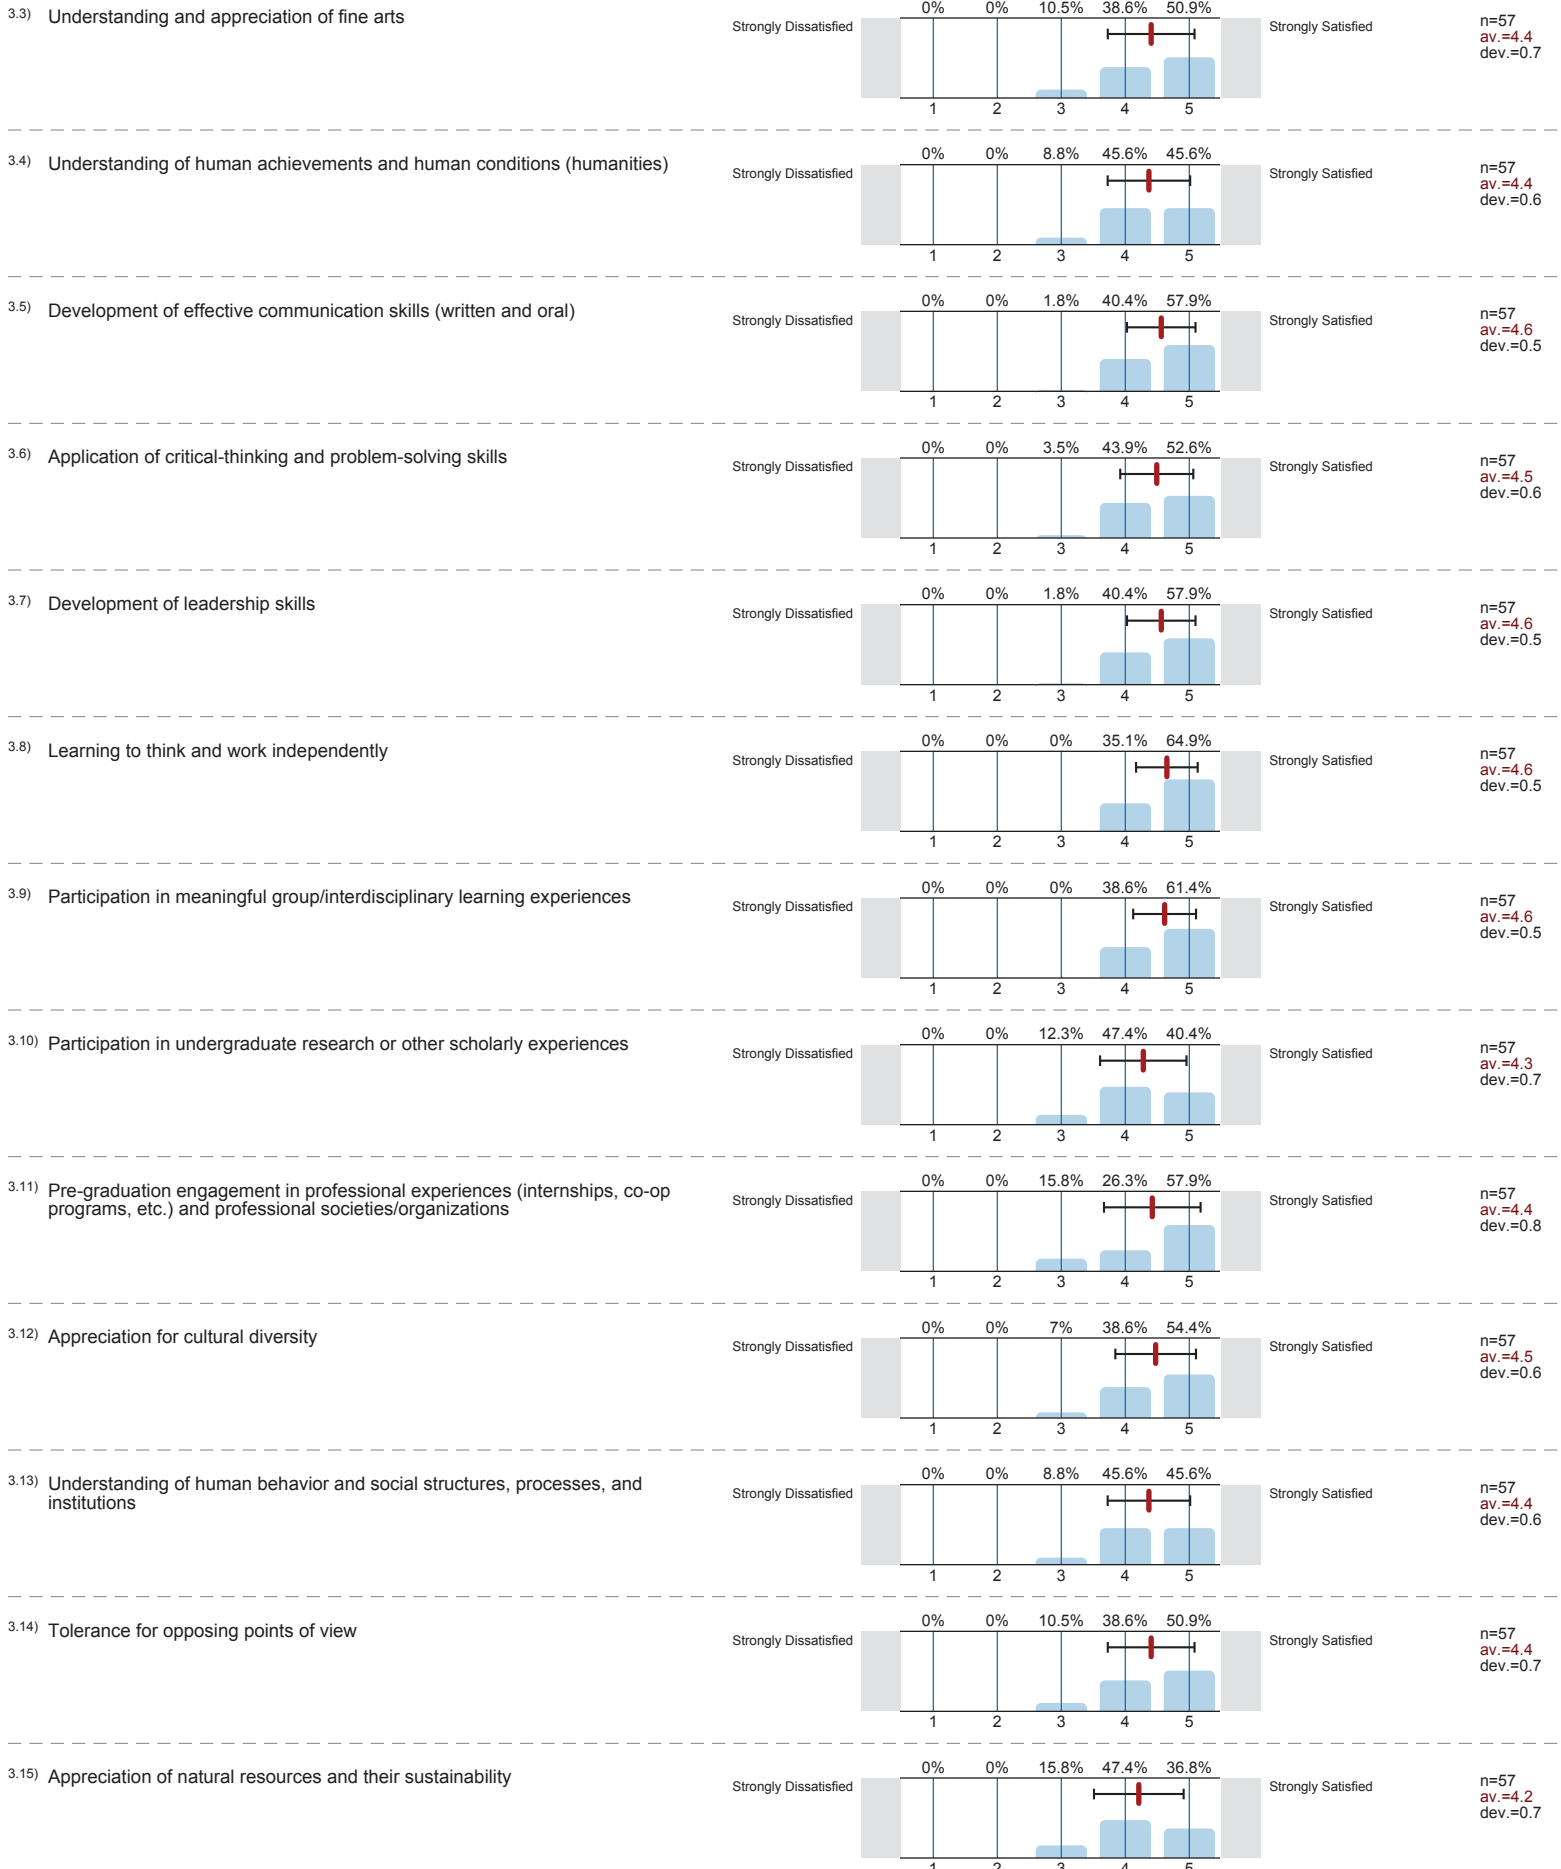 3.3) Understanding and appreciation of fine arts
Strongly Dissatisfied
0% 0% 10.5% 38.6% 50.9%
1 2 3 4 5
Strongly Satisfied
n=57
av.=4.4
dev.=0.7
3.4) Understanding of human achievements and human conditions (humanities)
Strongly Dissatisfied
0% 0% 8.8% 45.6% 45.6%
1 2 3 4 5
Strongly Satisfied
n=57
av.=4.4
dev.=0.6
3.5) Development of effective communication skills (written and oral)
Strongly Dissatisfied
0% 0% 1.8% 40.4% 57.9%
1 2 3 4 5
Strongly Satisfied
n=57
av.=4.6
dev.=0.5
3.6) Application of critical-thinking and problem-solving skills
Strongly Dissatisfied
0% 0% 3.5% 43.9% 52.6%
1 2 3 4 5
Strongly Satisfied
n=57
av.=4.5
dev.=0.6
3.7) Development of leadership skills
Strongly Dissatisfied
0% 0% 1.8% 40.4% 57.9%
1 2 3 4 5
Strongly Satisfied
n=57
av.=4.6
dev.=0.5
3.8) Learning to think and work independently
Strongly Dissatisfied
0% 0% 0% 35.1% 64.9%
1 2 3 4 5
Strongly Satisfied
n=57
av.=4.6
dev.=0.5
3.9) Participation in meaningful group/interdisciplinary learning experiences
Strongly Dissatisfied
0% 0% 0% 38.6% 61.4%
1 2 3 4 5
Strongly Satisfied
n=57
av.=4.6
dev.=0.5
3.10) Participation in undergraduate research or other scholarly experiences
Strongly Dissatisfied
0% 0% 12.3% 47.4% 40.4%
1 2 3 4 5
Strongly Satisfied
n=57
av.=4.3
dev.=0.7
3.11) Pre-graduation engagement in professional experiences (internships, co-op
programs, etc.) and professional societies/organizations
Strongly Dissatisfied
0% 0% 15.8% 26.3% 57.9%
1 2 3 4 5
Strongly Satisfied
n=57
av.=4.4
dev.=0.8
3.12) Appreciation for cultural diversity
Strongly Dissatisfied
0% 0% 7% 38.6% 54.4%
1 2 3 4 5
Strongly Satisfied
n=57
av.=4.5
dev.=0.6
3.13) Understanding of human behavior and social structures, processes, and
institutions
Strongly Dissatisfied
0% 0% 8.8% 45.6% 45.6%
1 2 3 4 5
Strongly Satisfied
n=57
av.=4.4
dev.=0.6
3.14) Tolerance for opposing points of view
Strongly Dissatisfied
0% 0% 10.5% 38.6% 50.9%
1 2 3 4 5
Strongly Satisfied
n=57
av.=4.4
dev.=0.7
3.15) Appreciation of natural resources and their sustainability
Strongly Dissatisfied
0% 0% 15.8% 47.4% 36.8%
1 2 3 4 5
Strongly Satisfied
n=57
av.=4.2
dev.=0.7